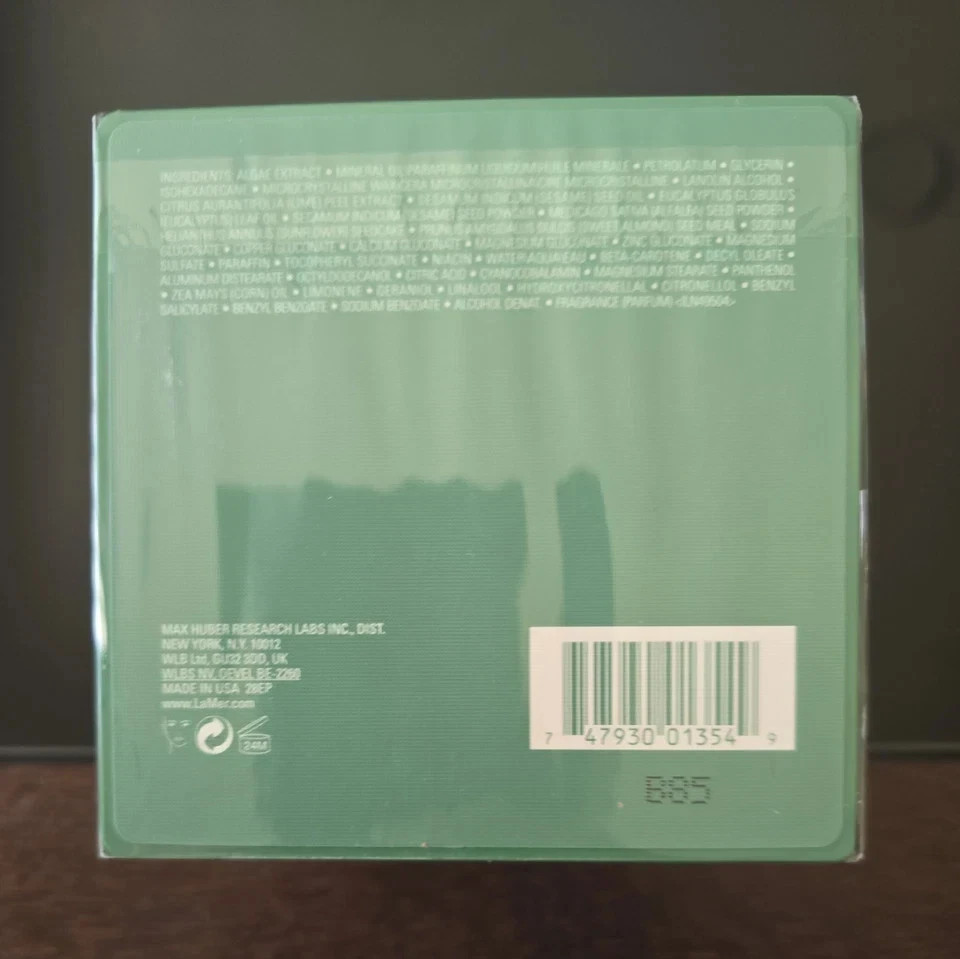 INGREDIENTS: ALGAE EXTRACT • MINERAL OIL\PARAFFINUM LIQUIDUM\HUILE MINERALE • PETROLATUM • GLYCERIN •
ISOHEXADECANE • MICROCRYSTALLINE WAX\CERA MICROCRISTALLINA\CIRE MICROCRISTALLINE • LANOLIN ALCOHOL •
CITRUS AURANTIFOLIA (LIME) PEEL EXTRACT • SESAMUM INDICUM (SESAME) SEED OIL • EUCALYPTUS GLOBULUS
(EUCALYPTUS) LEAF OIL • SESAMUM INDICUM (SESAME) SEED POWDER • MEDICAGO SATIVA (ALFALFA) SEED POWDER •
HELIANTHUS ANNUUS (SUNFLOWER) SEEDCAKE • PRUNUS AMYGDALUS DULCIS (SWEET ALMOND) SEED MEAL • SODIUM
GLUCONATE • COPPER GLUCONATE • CALCIUM GLUCONATE • MAGNESIUM GLUCONATE • ZINC GLUCONATE • MAGNESIUM
SULFATE • PARAFFIN • TOCOPHERYL SUCCINATE • NIACIN • WATER\AQUA\EAU • BETA-CAROTENE • DECYL OLEATE •
ALUMINUM DISTEARATE • OCTYLDODECANOL • CITRIC ACID • CYANOCOBALAMIN • MAGNESIUM STEARATE • PANTHENOL
• ZEA MAYS (CORN) OIL • LIMONENE • GERANIOL • LINALOOL • HYDROXYCITRONELLAL • CITRONELLOL • BENZYL
SALICYLATE • BENZYL BENZOATE • SODIUM BENZOATE • ALCOHOL DENAT. • FRAGRANCE (PARFUM) <ILN40504>
MAX HUBER RESEARCH LABS INC., DIST.
NEW YORK, N.Y. 10012
WLB Ltd, GU32 3DD, UK
WLBS NV, OEVEL BE-2260
MADE IN USA 28EP
www.LaMer.com
24M
7 47930 01354 9
B85